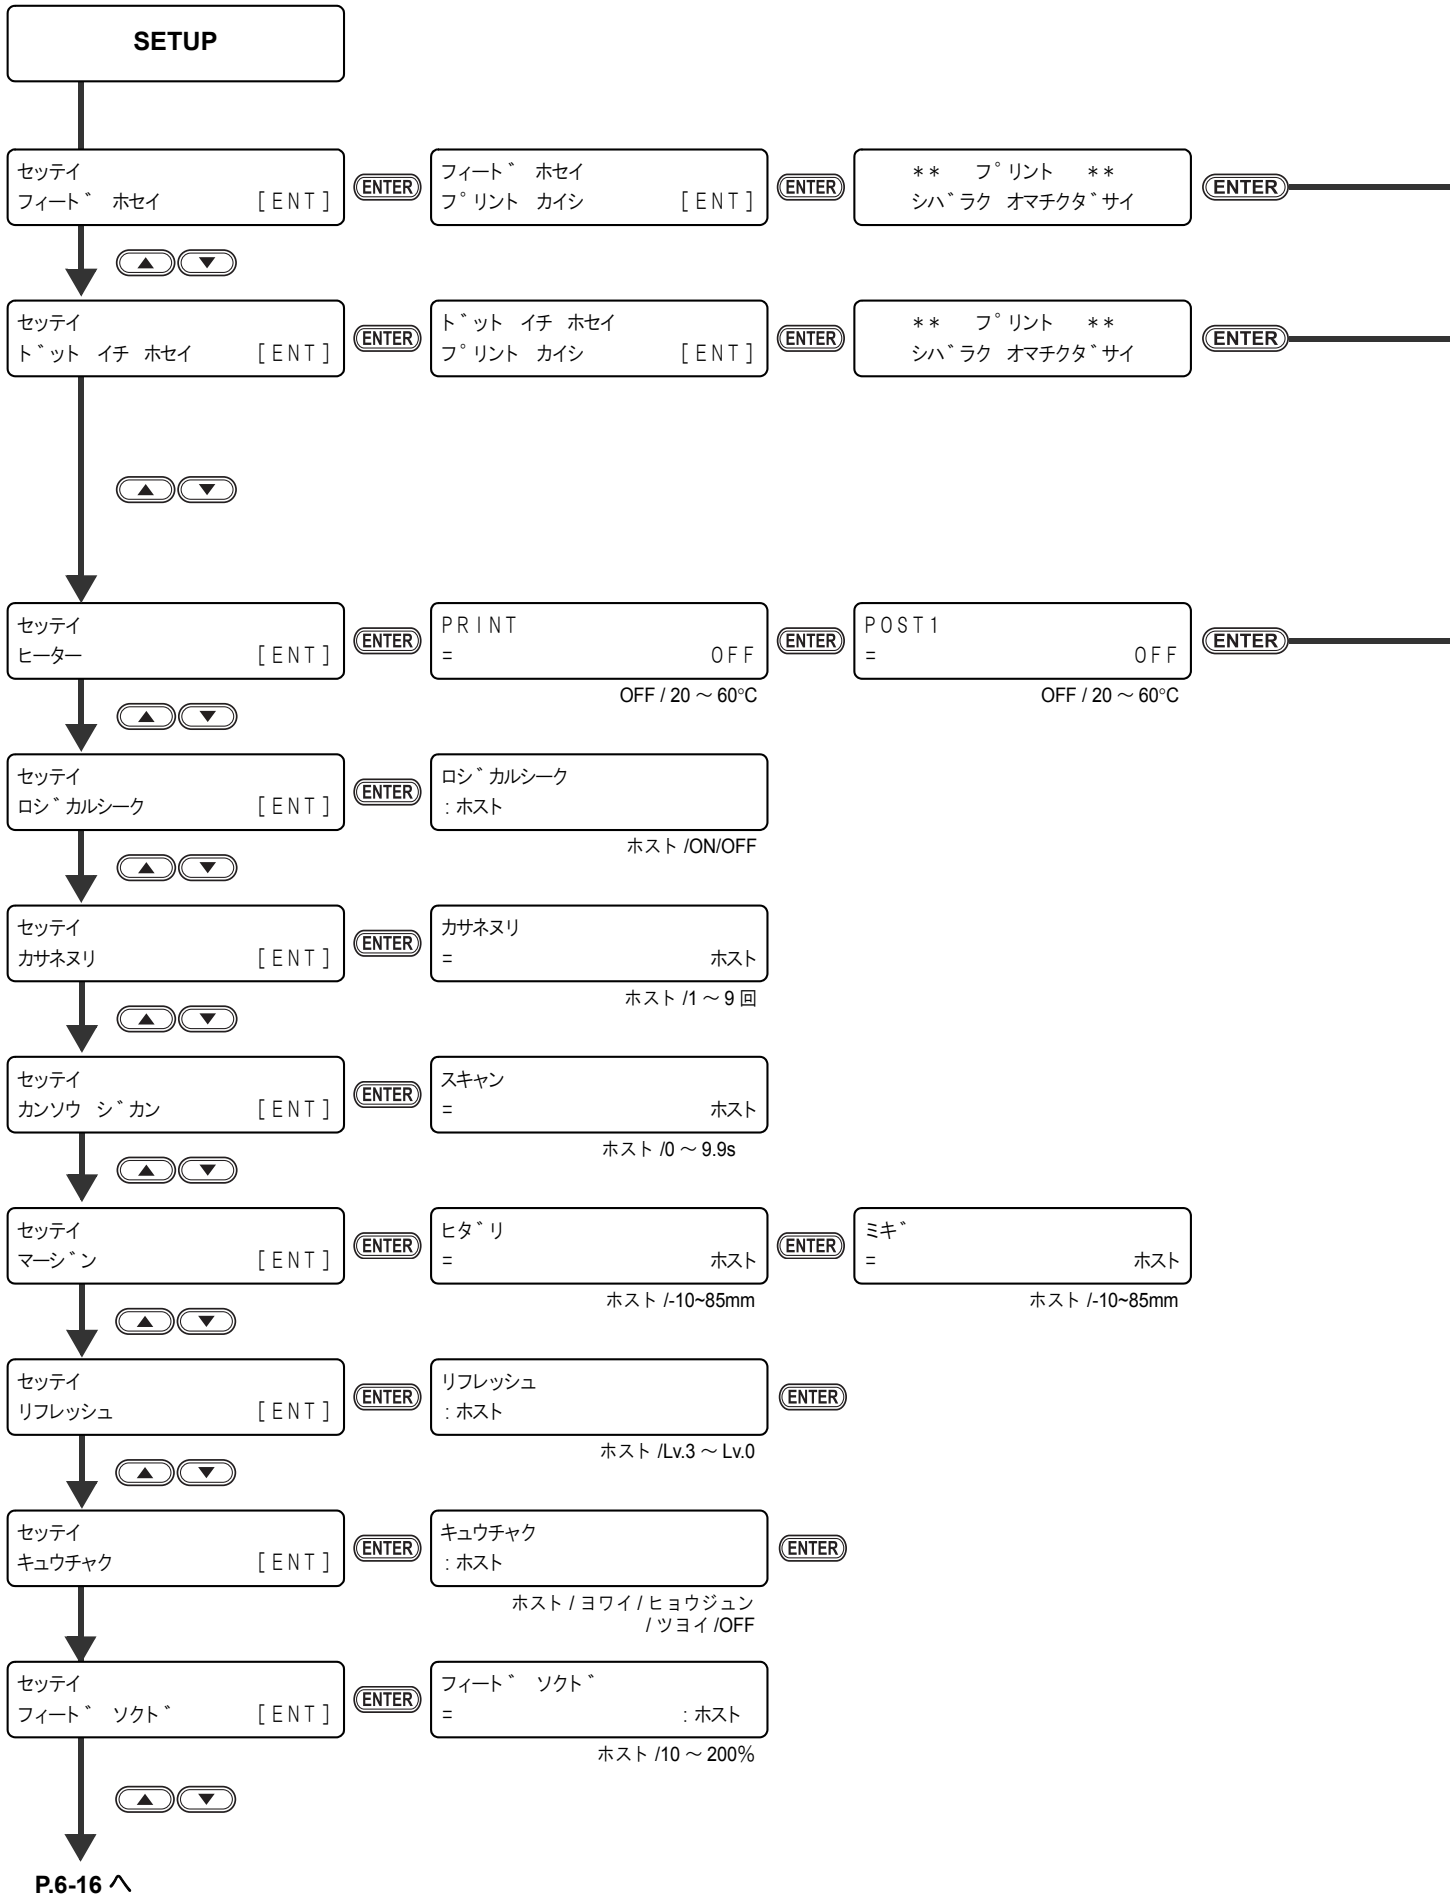 SETUP
セッテイ
フィート゛ ホセイ [ENT]
ENTER
フィート゛ ホセイ
フ゜リント カイシ [ENT]
ENTER
** フ゜リント **
シハ゛ラク オマチクタ゛サイ
ENTER
セッテイ
ト゛ット イチ ホセイ [ENT]
ENTER
ト゛ット イチ ホセイ
フ゜リント カイシ [ENT]
ENTER
** フ゜リント **
シハ゛ラク オマチクタ゛サイ
ENTER
セッテイ
ヒーター [ENT]
ENTER
PRINT
= OFF
OFF / 20 ～ 60°C
ENTER
POST1
= OFF
OFF / 20 ～ 60°C
ENTER
セッテイ
ロシ゛カルシーク [ENT]
ENTER
ロシ゛カルシーク
:ホスト
ホスト /ON/OFF
セッテイ
カサネヌリ [ENT]
ENTER
カサネヌリ
= ホスト
ホスト /1 ～ 9 回
セッテイ
カンソウ シ゛カン [ENT]
ENTER
スキャン
= ホスト
ホスト /0 ～ 9.9s
セッテイ
マーシ゛ン [ENT]
ENTER
ヒタ゛リ
= ホスト
ホスト /-10~85mm
ENTER
ミキ゛
= ホスト
ホスト /-10~85mm
セッテイ
リフレッシュ [ENT]
ENTER
リフレッシュ
:ホスト
ホスト /Lv.3 ～ Lv.0
ENTER
セッテイ
キュウチャク [ENT]
ENTER
キュウチャク
:ホスト
ホスト / ヨワイ / ヒョウジュン
/ ツヨイ /OFF
ENTER
セッテイ
フィート゛ ソクト゛ [ENT]
ENTER
フィート゛ ソクト゛
= :ホスト
ホスト /10 ～ 200%
P.6-16 へ